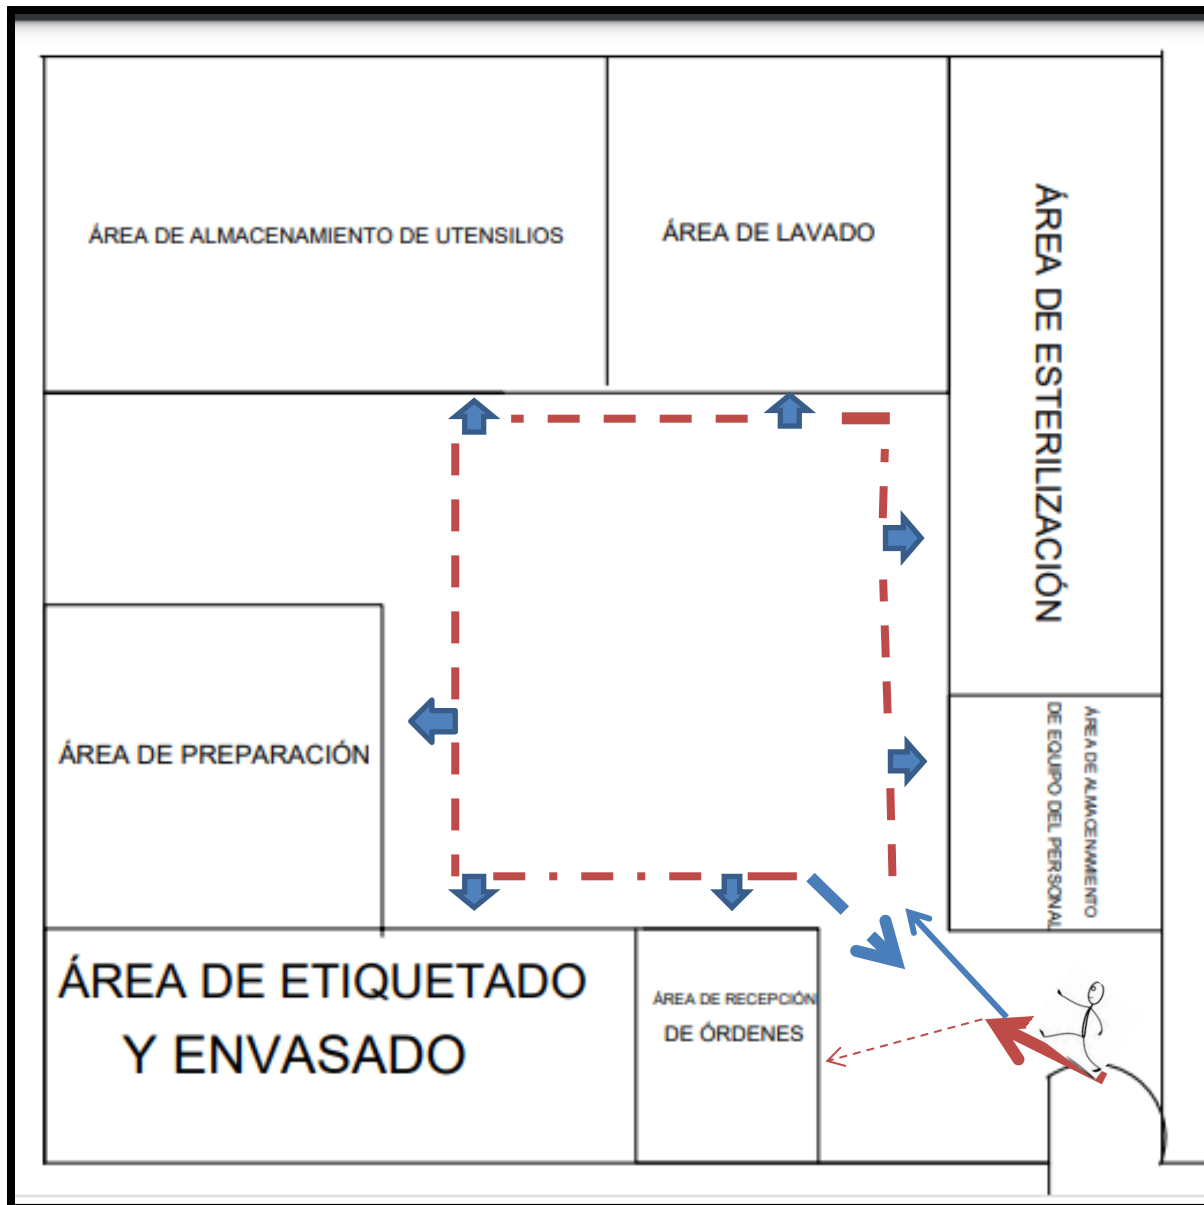 ÁREA DE ALMACENAMIENTO DE UTENSILIOS
ÁREA DE LAVADO
ÁREA DE ESTERILIZACIÓN
ÁREA DE PREPARACIÓN
ÁREA DE ALMACENAMIENTO
DE EQUIPO DEL PERSONAL
ÁREA DE ETIQUETADO
Y ENVASADO
ÁREA DE RECEPCIÓN
DE ÓRDENES